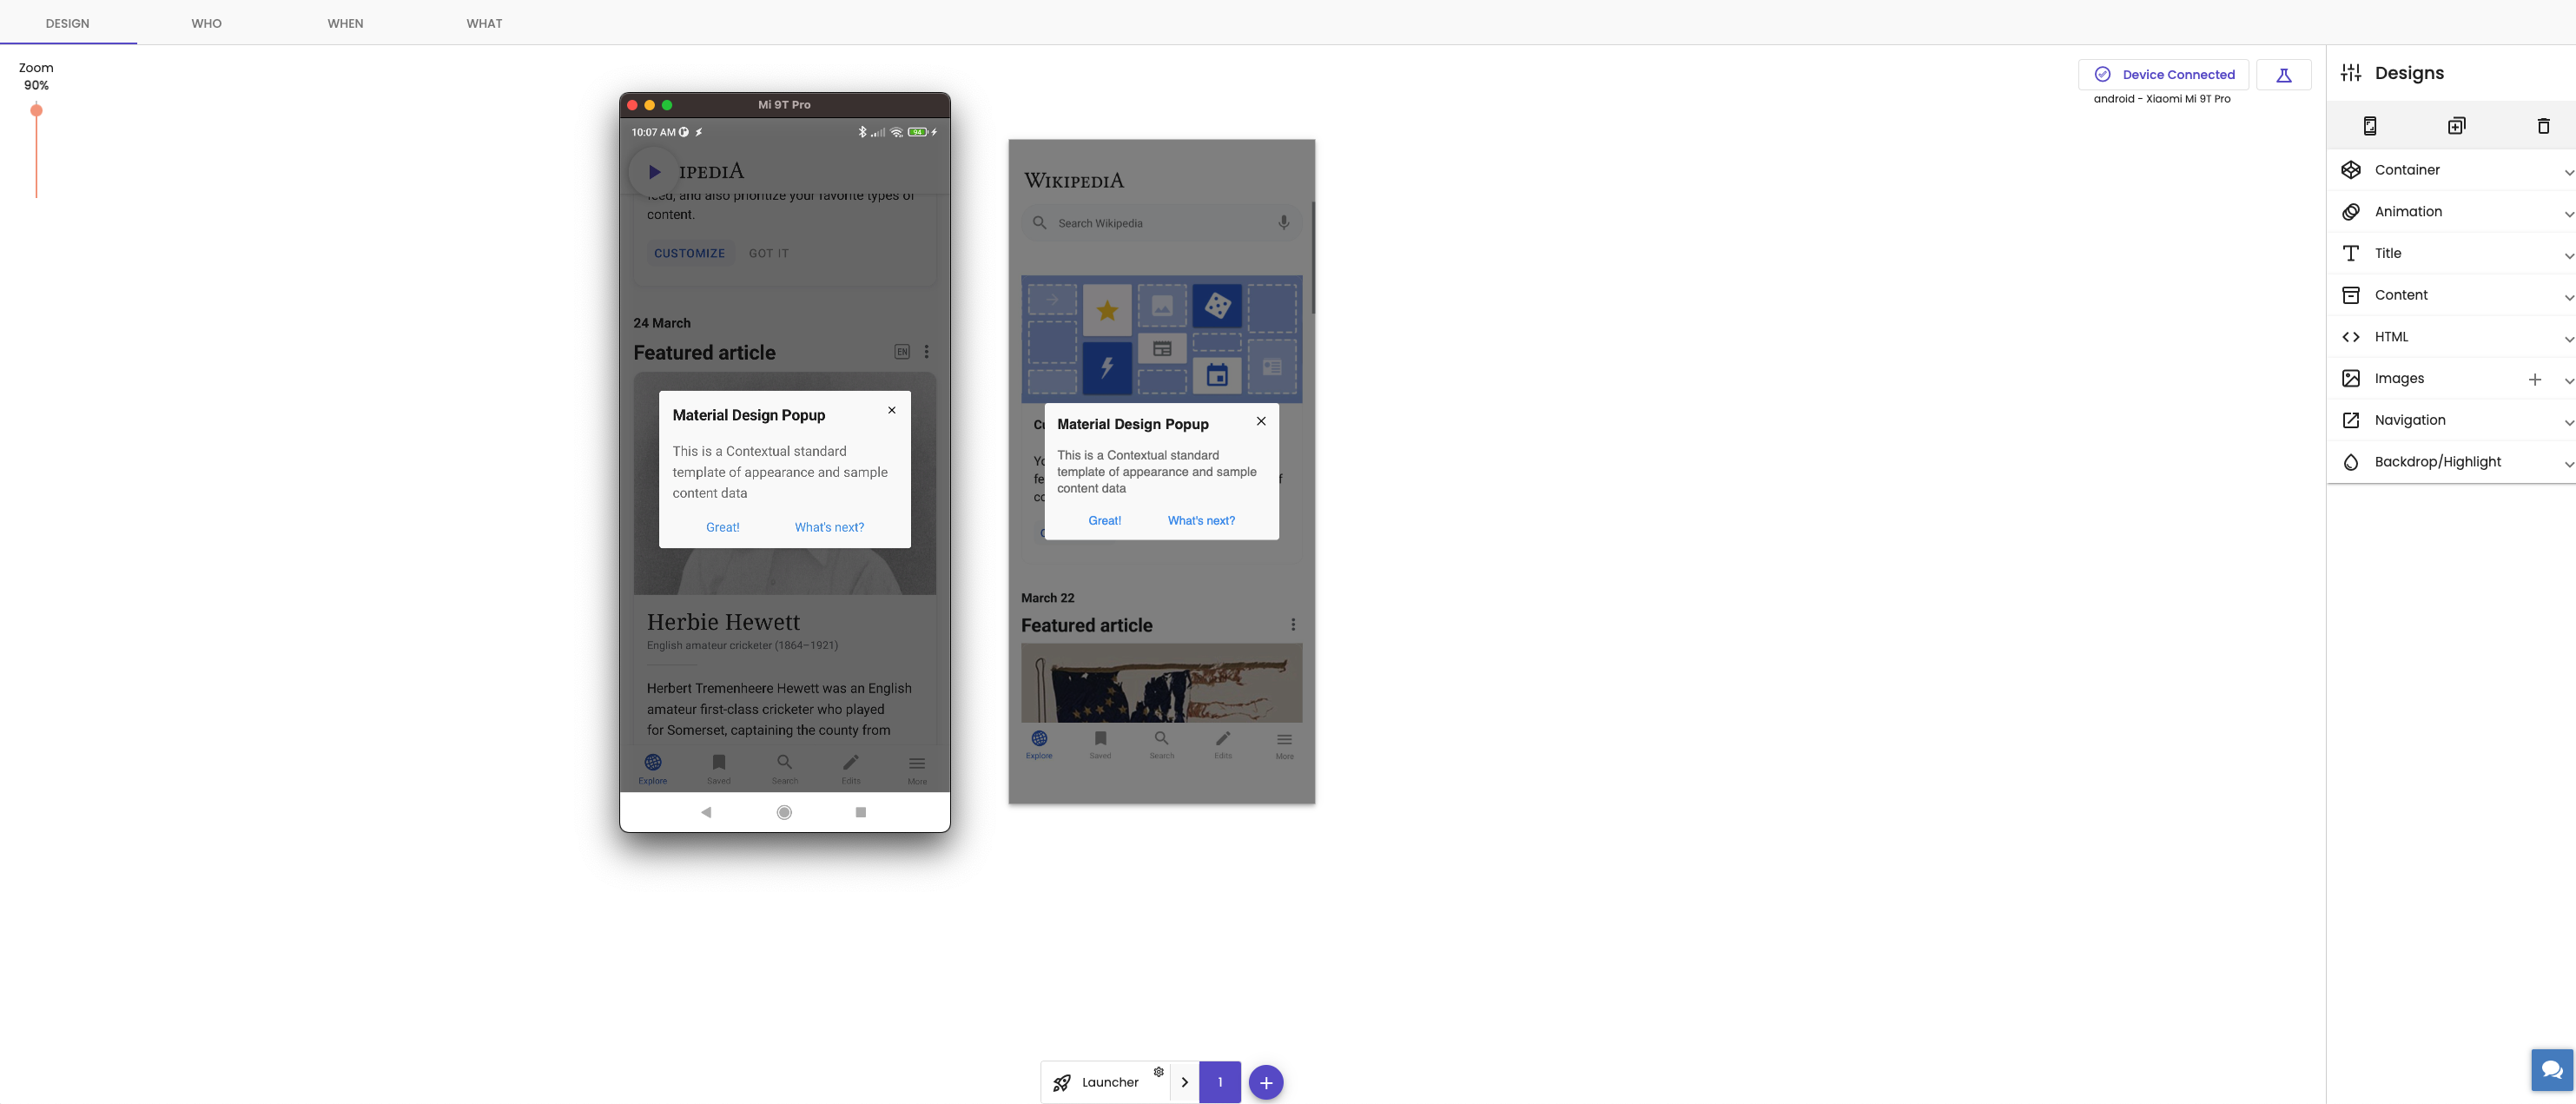 DESIGN
WHO
WHEN
WHAT
Zoom
90%
Device Connected
android - Xiaomi Mi 9T Pro
Mi 9T Pro
10:07 AM
94
IPEDIA
feed, and also prioritize your favorite types of
content.
CUSTOMIZE
GOT IT
24 March
Featured article
EN
Material Design Popup
This is a Contextual standard
template of appearance and sample
content data
Great!
What's next?
Herbie Hewett
English amateur cricketer (1864–1921)
Herbert Tremenheere Hewett was an English
amateur first-class cricketer who played
for Somerset, captaining the county from
Explore
Saved
Search
Edits
More
WIKIPEDIA
Search Wikipedia
Material Design Popup
This is a Contextual standard
template of appearance and sample
content data
Great!
What's next?
March 22
Featured article
Explore
Saved
Search
Edits
More
Designs
Container
Animation
Title
Content
HTML
Images
Navigation
Backdrop/Highlight
Launcher
1